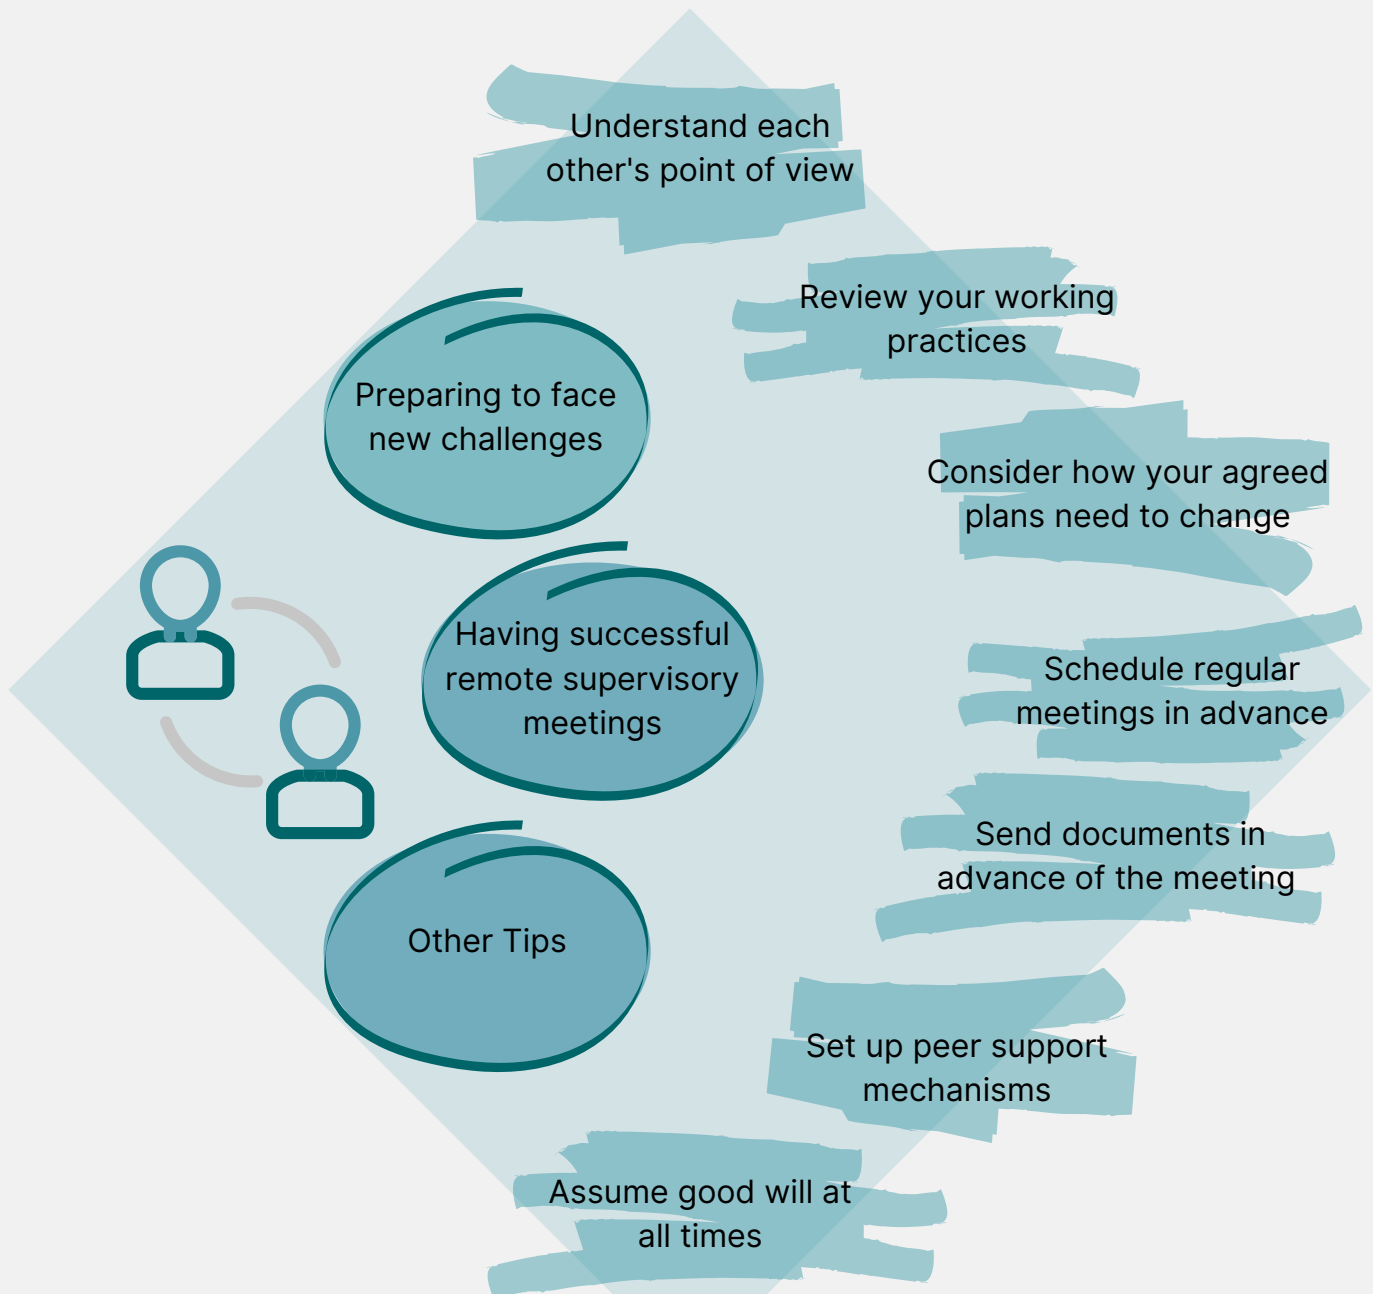 Understand each
other's point of view
Review your working
practices
Preparing to face
new challenges
Consider how your agreed
plans need to change
Having successful
remote supervisory
meetings
Schedule regular
meetings in advance
Send documents in
advance of the meeting
Other Tips
Set up peer support
mechanisms
Assume good will at
all times